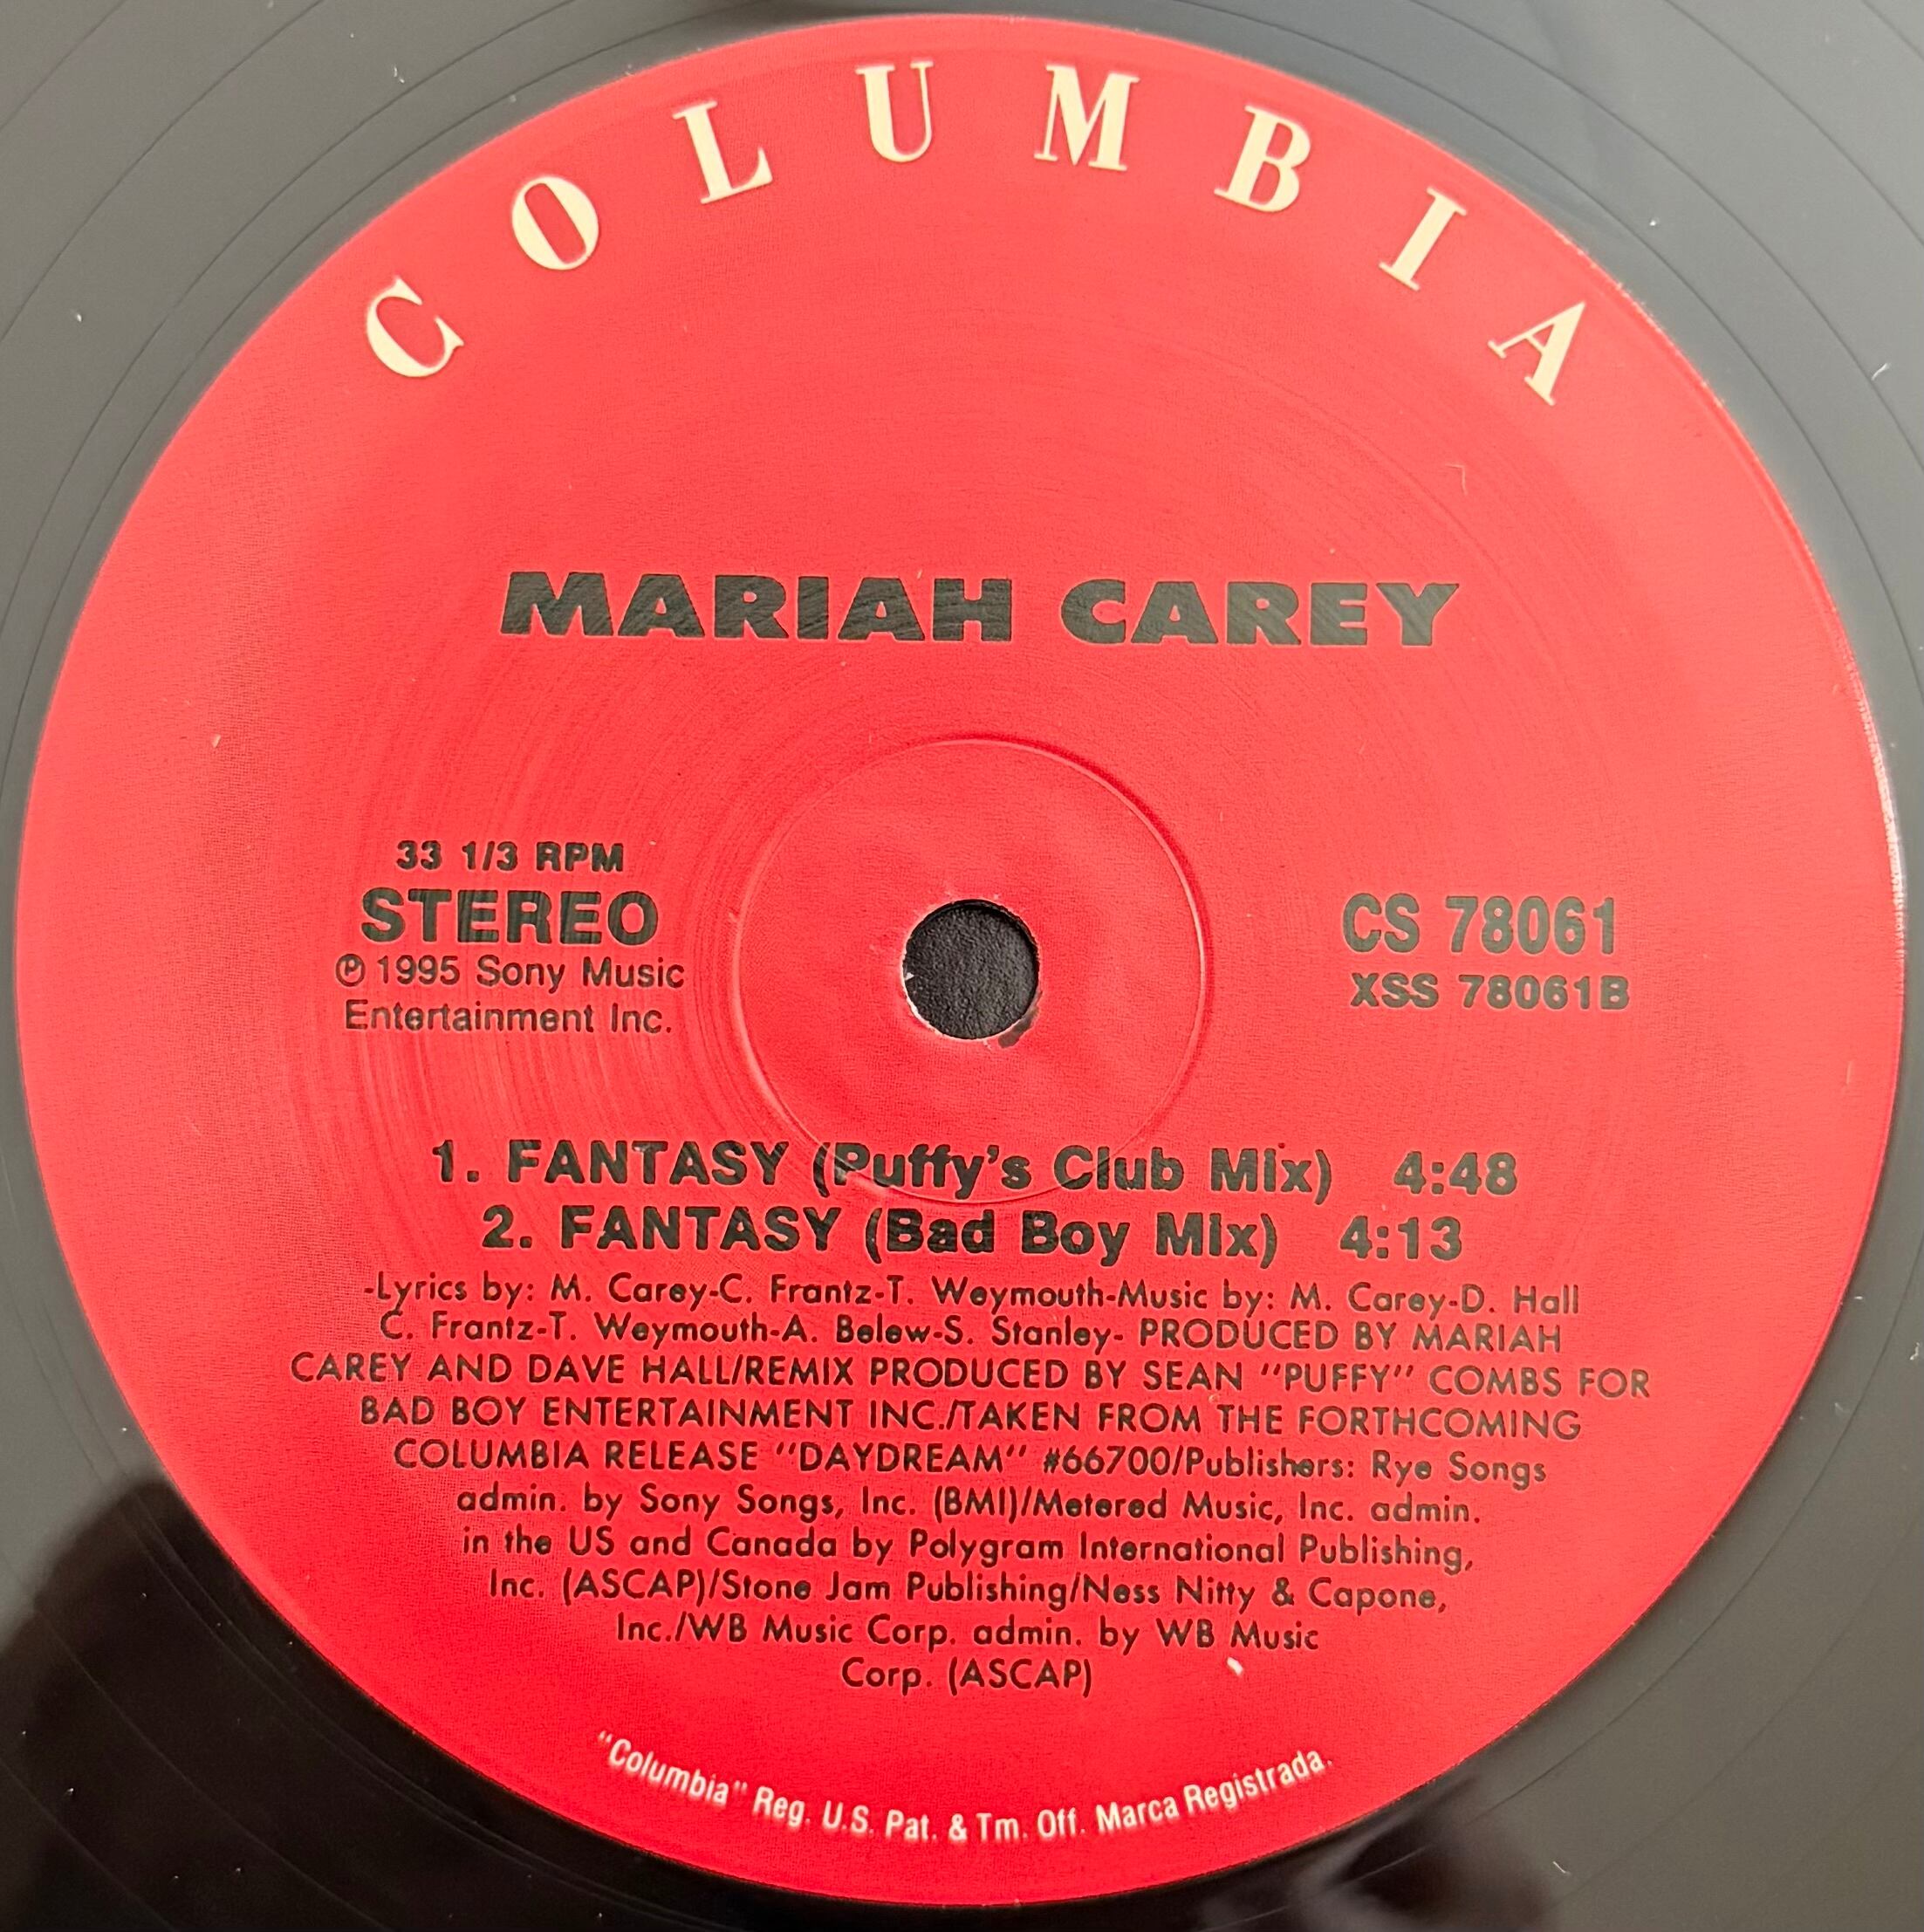 COLUMBIA
MARIAH CAREY
33 1/3 RPM
STEREO
℗ 1995 Sony Music
Entertainment Inc.
CS 78061
XSS 78061B
1. FANTASY (Puffy's Club Mix) 4:48
2. FANTASY (Bad Boy Mix) 4:13
-Lyrics by: M. Carey-C. Frantz-T. Weymouth-Music by: M. Carey-D. Hall
C. Frantz-T. Weymouth-A. Belew-S. Stanley- PRODUCED BY MARIAH
CAREY AND DAVE HALL/REMIX PRODUCED BY SEAN "PUFFY" COMBS FOR
BAD BOY ENTERTAINMENT INC./TAKEN FROM THE FORTHCOMING
COLUMBIA RELEASE "DAYDREAM" #66700/Publishers: Rye Songs
admin. by Sony Songs, Inc. (BMI)/Metered Music, Inc. admin.
in the US and Canada by Polygram International Publishing,
Inc. (ASCAP)/Stone Jam Publishing/Ness Nitty & Capone,
Inc./WB Music Corp. admin. by WB Music
Corp. (ASCAP)
"Columbia" Reg. U.S. Pat. & Tm. Off. Marca Registrada.